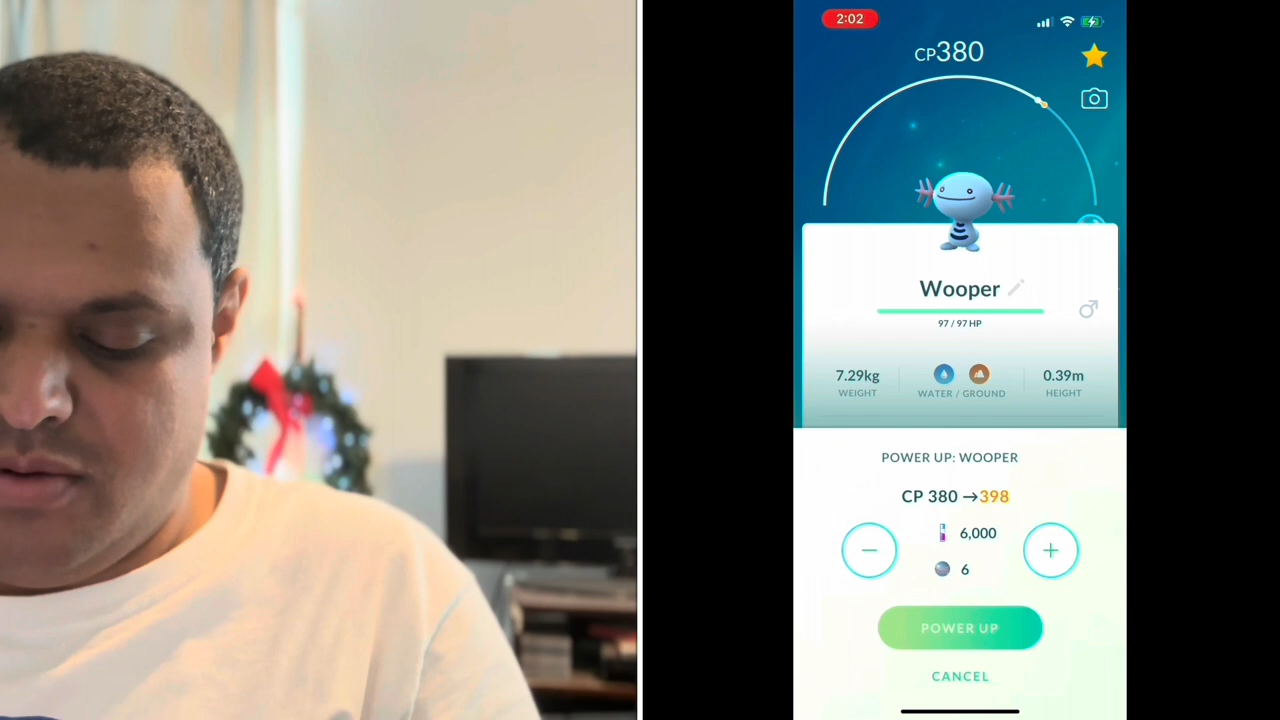 2:02
CP380
Wooper
97 / 97 HP
7.29kg
WEIGHT
WATER / GROUND
0.39m
HEIGHT
POWER UP: WOOPER
CP 380 →398
6,000
6
POWER UP
CANCEL